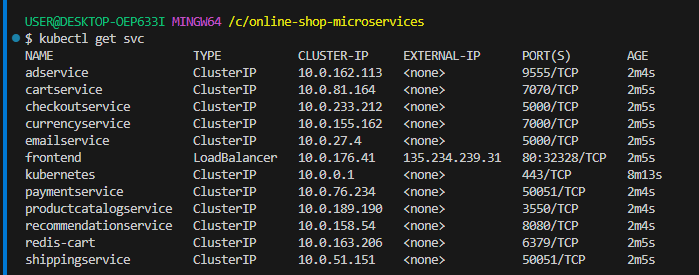 USER@DESKTOP-OEP633I MINGW64 /c/online-shop-microservices
$ kubectl get svc
NAME TYPE CLUSTER-IP EXTERNAL-IP PORT(S) AGE
adservice ClusterIP 10.0.162.113 <none> 9555/TCP 2m4s
cartservice ClusterIP 10.0.81.164 <none> 7070/TCP 2m5s
checkoutservice ClusterIP 10.0.233.212 <none> 5000/TCP 2m5s
currencyservice ClusterIP 10.0.155.162 <none> 7000/TCP 2m5s
emailservice ClusterIP 10.0.27.4 <none> 5000/TCP 2m5s
frontend LoadBalancer 10.0.176.41 135.234.239.31 80:32328/TCP 2m5s
kubernetes ClusterIP 10.0.0.1 <none> 443/TCP 8m13s
paymentservice ClusterIP 10.0.76.234 <none> 50051/TCP 2m4s
productcatalogservice ClusterIP 10.0.189.190 <none> 3550/TCP 2m4s
recommendationservice ClusterIP 10.0.158.54 <none> 8080/TCP 2m4s
redis-cart ClusterIP 10.0.163.206 <none> 6379/TCP 2m5s
shippingservice ClusterIP 10.0.51.151 <none> 50051/TCP 2m5s